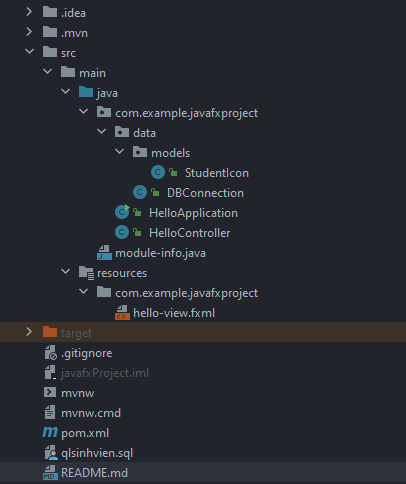 .idea
.mvn
src
main
java
com.example.javafxproject
data
models
StudentIcon
DBConnection
HelloApplication
HelloController
module-info.java
resources
com.example.javafxproject
hello-view.fxml
target
.gitignore
javafxProject.iml
mvnw
mvnw.cmd
pom.xml
qlsinhvien.sql
README.md